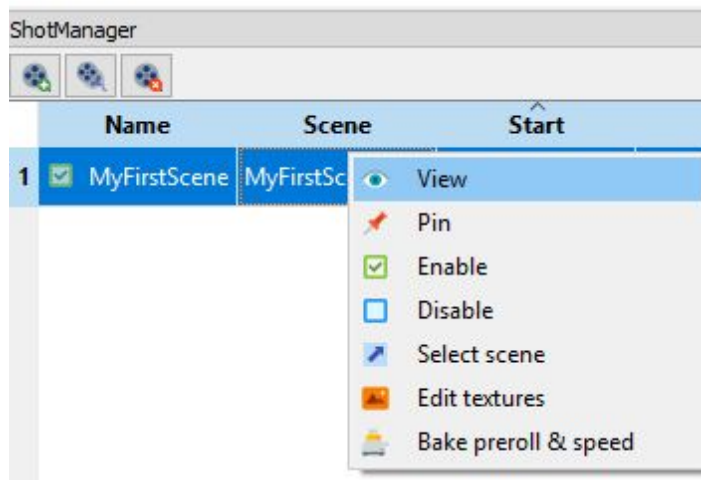 ShotManager
Name Scene Start
1 MyFirstScene MyFirstSc
View
Pin
Enable
Disable
Select scene
Edit textures
Bake preroll & speed